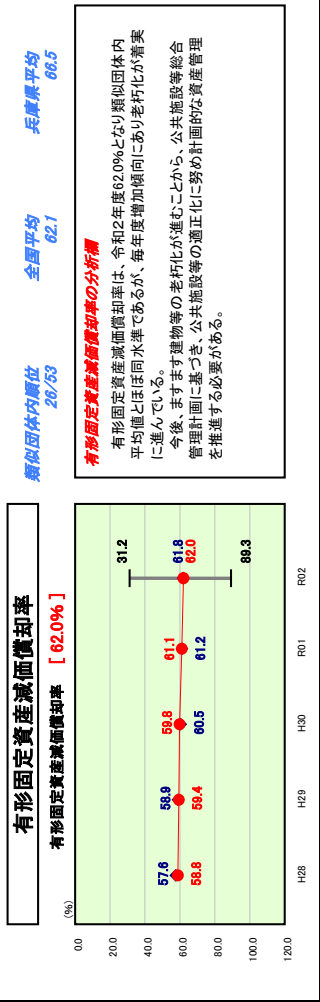 有形固定資産減価償却率
有形固定資産減価償却率 [ 62.0% ]
(%)
0.0
20.0
40.0
60.0
80.0
100.0
120.0
57.6
58.8
58.9
59.4
59.8
60.5
61.1
61.2
31.2
61.8
62.0
89.3
H28
H29
H30
R01
R02
類似団体内順位
26/53
全国平均
62.1
兵庫県平均
66.5
有形固定資産減価償却率の分析欄
有形固定資産減価償却率は、令和2年度62.0%となり類似団体内
平均値とほぼ同水準であるが、毎年度増加傾向にあり老朽化が着実
に進んでいる。
今後、ますます建物等の老朽化が進むことから、公共施設等総合
管理計画に基づき、公共施設等の適正化に努め計画的な資産管理
を推進する必要がある。